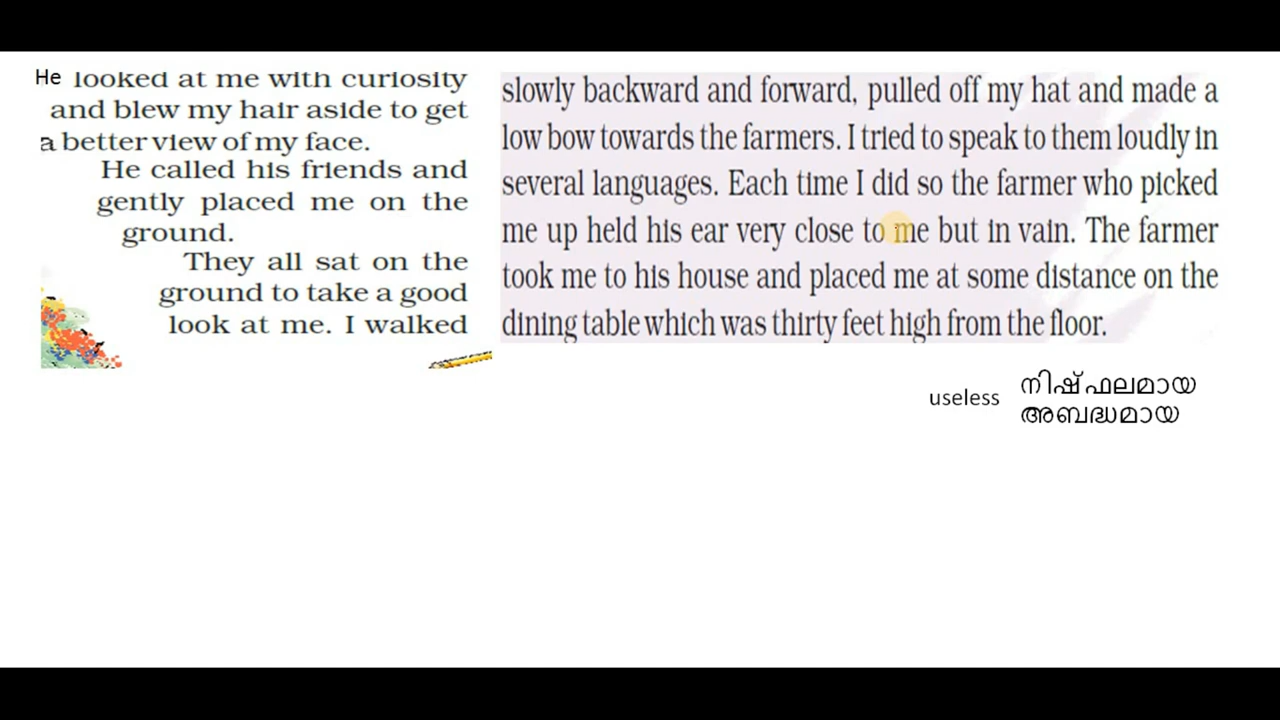 He looked at me with curiosity
and blew my hair aside to get
a better view of my face.
He called his friends and
gently placed me on the
ground.
They all sat on the
ground to take a good
look at me. I walked
slowly backward and forward, pulled off my hat and made a
low bow towards the farmers. I tried to speak to them loudly in
several languages. Each time I did so the farmer who picked
me up held his ear very close to me but in vain. The farmer
took me to his house and placed me at some distance on the
dining table which was thirty feet high from the floor.
useless
നിഷ്ഫലമായ
അബദ്ധമായ